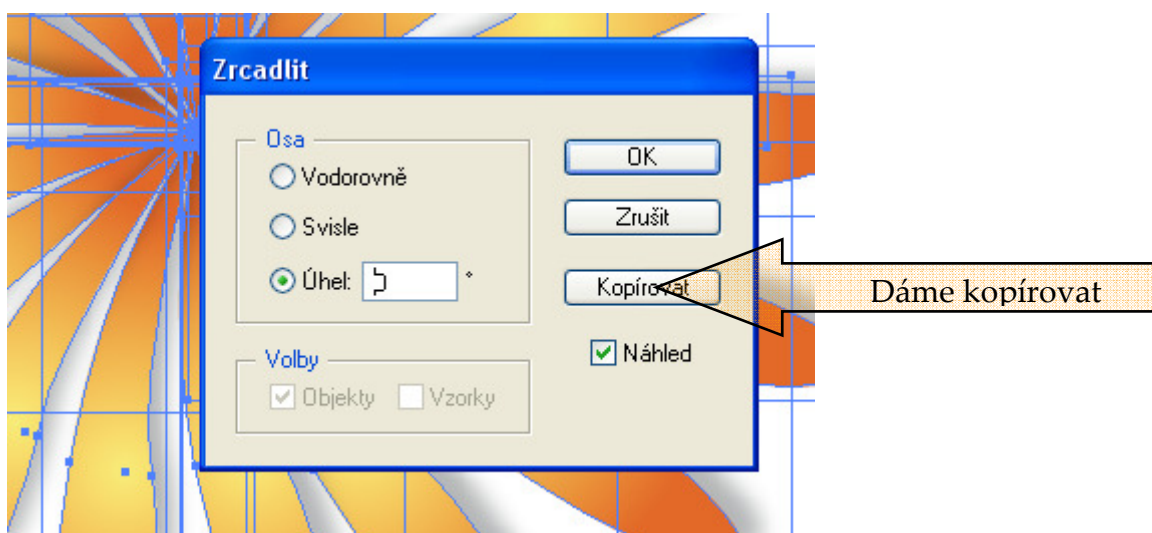 Zrcadlit
Osa
Vodorovně
Svisle
Úhel: °
OK
Zrušit
Kopírovat
Náhled
Volby
Objekty Vzorky
Dáme kopírovat